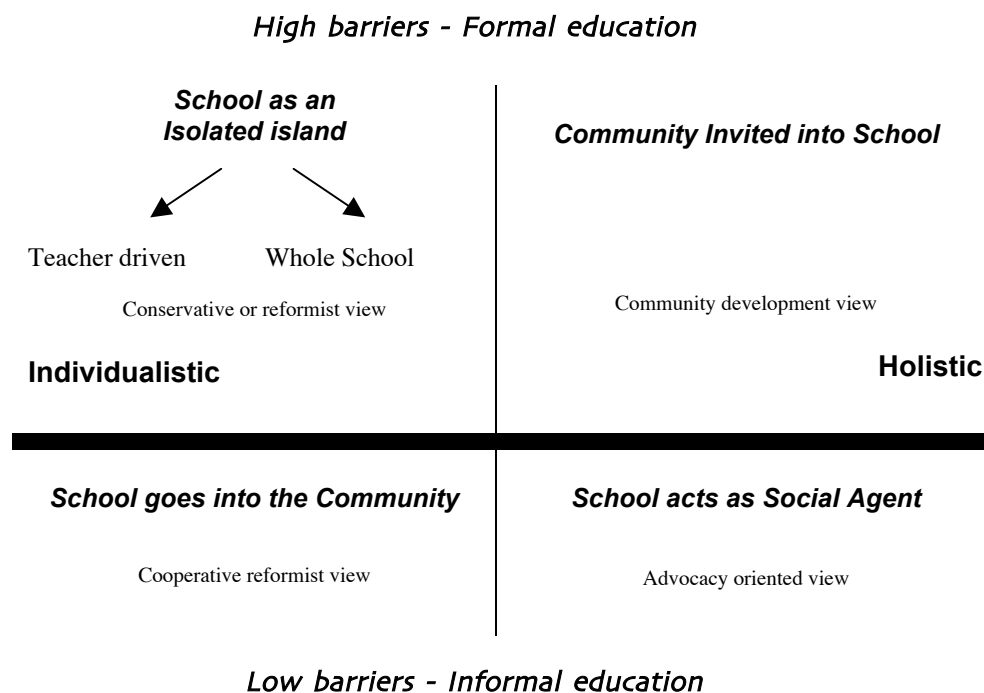 High barriers - Formal education
School as an
Isolated island
Community Invited into School
Teacher driven
Whole School
Conservative or reformist view
Community development view
Individualistic
Holistic
School goes into the Community
School acts as Social Agent
Cooperative reformist view
Advocacy oriented view
Low barriers - Informal education